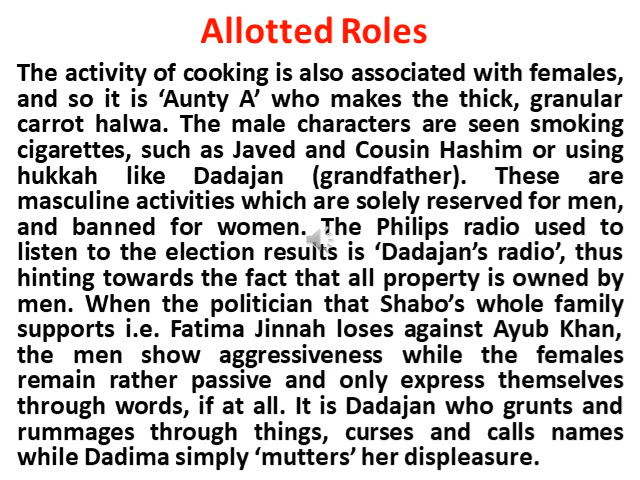 Allotted Roles
The activity of cooking is also associated with females,
and so it is ‘Aunty A’ who makes the thick, granular
carrot halwa. The male characters are seen smoking
cigarettes, such as Javed and Cousin Hashim or using
hukkah like Dadajan (grandfather). These are
masculine activities which are solely reserved for men,
and banned for women. The Philips radio used to
listen to the election results is ‘Dadajan’s radio’, thus
hinting towards the fact that all property is owned by
men. When the politician that Shabo’s whole family
supports i.e. Fatima Jinnah loses against Ayub Khan,
the men show aggressiveness while the females
remain rather passive and only express themselves
through words, if at all. It is Dadajan who grunts and
rummages through things, curses and calls names
while Dadima simply ‘mutters’ her displeasure.